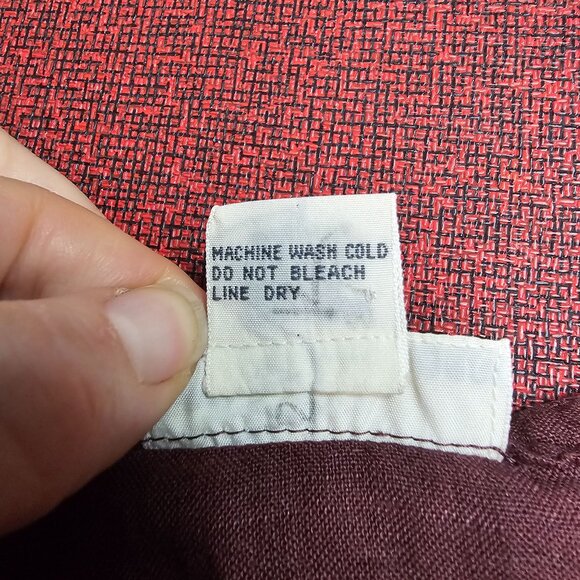 MACHINE WASH COLD
DO NOT BLEACH
LINE DRY